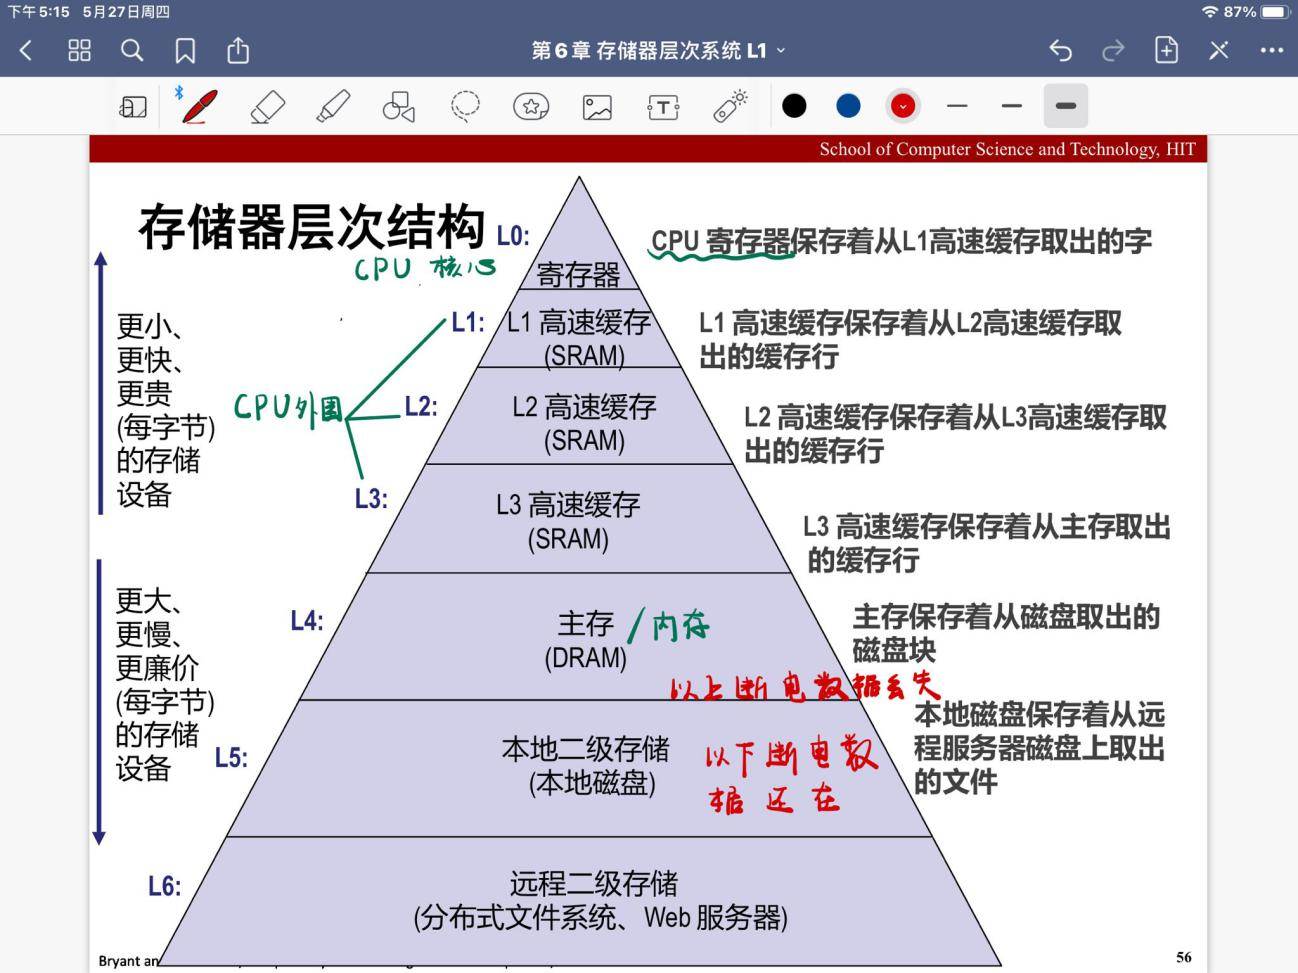 下午5:15 5月27日周四
87%
第6章 存储器层次系统 L1
School of Computer Science and Technology, HIT
存储器层次结构
L0:
CPU 寄存器保存着从L1高速缓存取出的字
CPU 核心
寄存器
更小、
更快、
更贵
(每字节)
的存储
设备
L1:
L1 高速缓存
(SRAM)
L1 高速缓存保存着从L2高速缓存取
出的缓存行
CPU外围
L2:
L2 高速缓存
(SRAM)
L2 高速缓存保存着从L3高速缓存取
出的缓存行
L3:
L3 高速缓存
(SRAM)
L3 高速缓存保存着从主存取出
的缓存行
更大、
更慢、
更廉价
(每字节)
的存储
设备
L4:
主存 /内存
(DRAM)
主存保存着从磁盘取出的
磁盘块
以上断电数据丢失
L5:
本地二级存储
(本地磁盘)
以下断电数
据还在
本地磁盘保存着从远
程服务器磁盘上取出
的文件
L6:
远程二级存储
(分布式文件系统、Web 服务器)
Bryant an
56